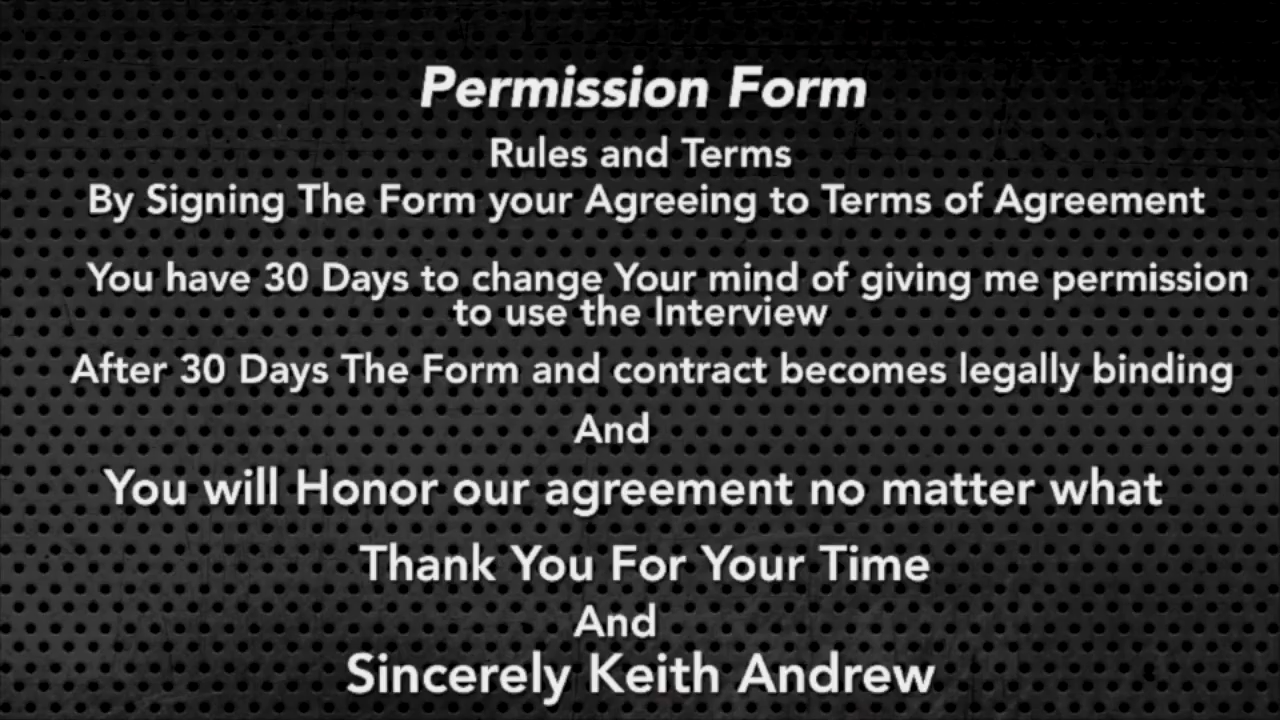 Permission Form
Rules and Terms
By Signing The Form your Agreeing to Terms of Agreement
You have 30 Days to change Your mind of giving me permission
to use the Interview
After 30 Days The Form and contract becomes legally binding
And
You will Honor our agreement no matter what
Thank You For Your Time
And
Sincerely Keith Andrew